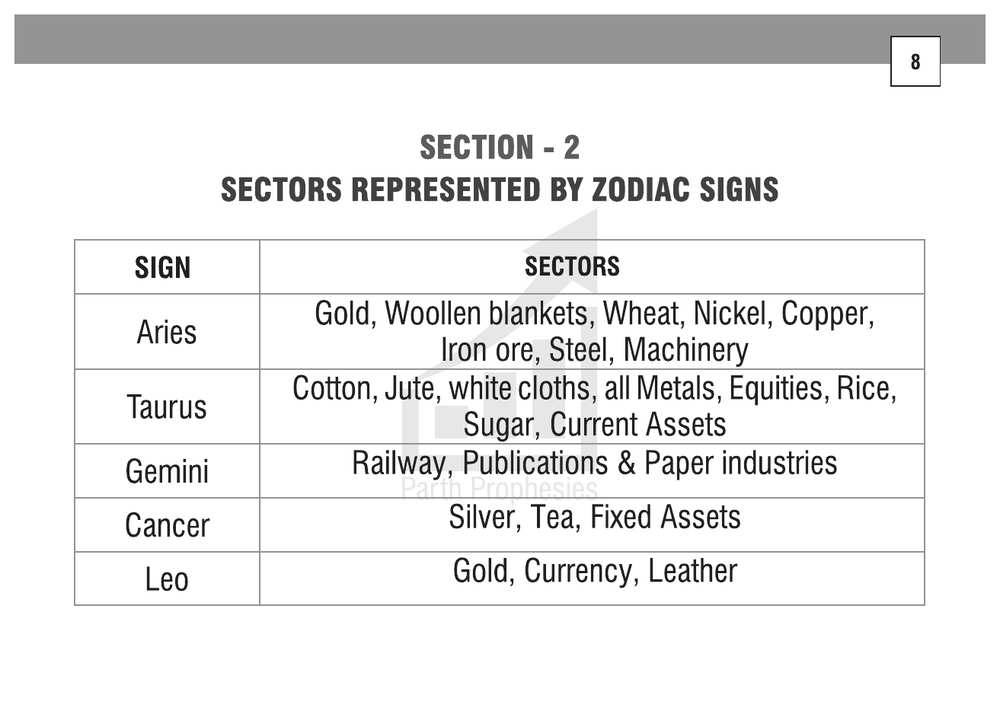 8
SECTION - 2
SECTORS REPRESENTED BY ZODIAC SIGNS
SIGN
SECTORS
Aries
Gold, Woollen blankets, Wheat, Nickel, Copper,
Iron ore, Steel, Machinery
Taurus
Cotton, Jute, white cloths, all Metals, Equities, Rice,
Sugar, Current Assets
Gemini
Railway, Publications & Paper industries
Parth Prophesies
Cancer
Silver, Tea, Fixed Assets
Leo
Gold, Currency, Leather